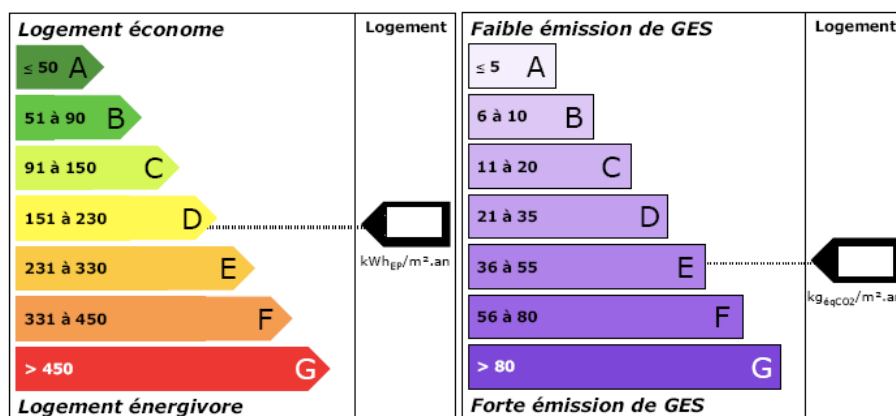 Logement économe
Logement
≤ 50 A
51 à 90 B
91 à 150 C
151 à 230 D
231 à 330 E
331 à 450 F
> 450 G
kWhEP/m².an
Logement énergivore
Faible émission de GES
Logement
≤ 5 A
6 à 10 B
11 à 20 C
21 à 35 D
36 à 55 E
56 à 80 F
> 80 G
kgéqCO2/m².an
Forte émission de GES